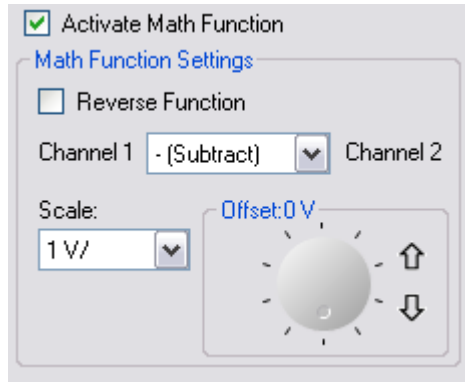 Activate Math Function
Math Function Settings
Reverse Function
Channel 1 - (Subtract) Channel 2
Scale: Offset:0 V
1 V/